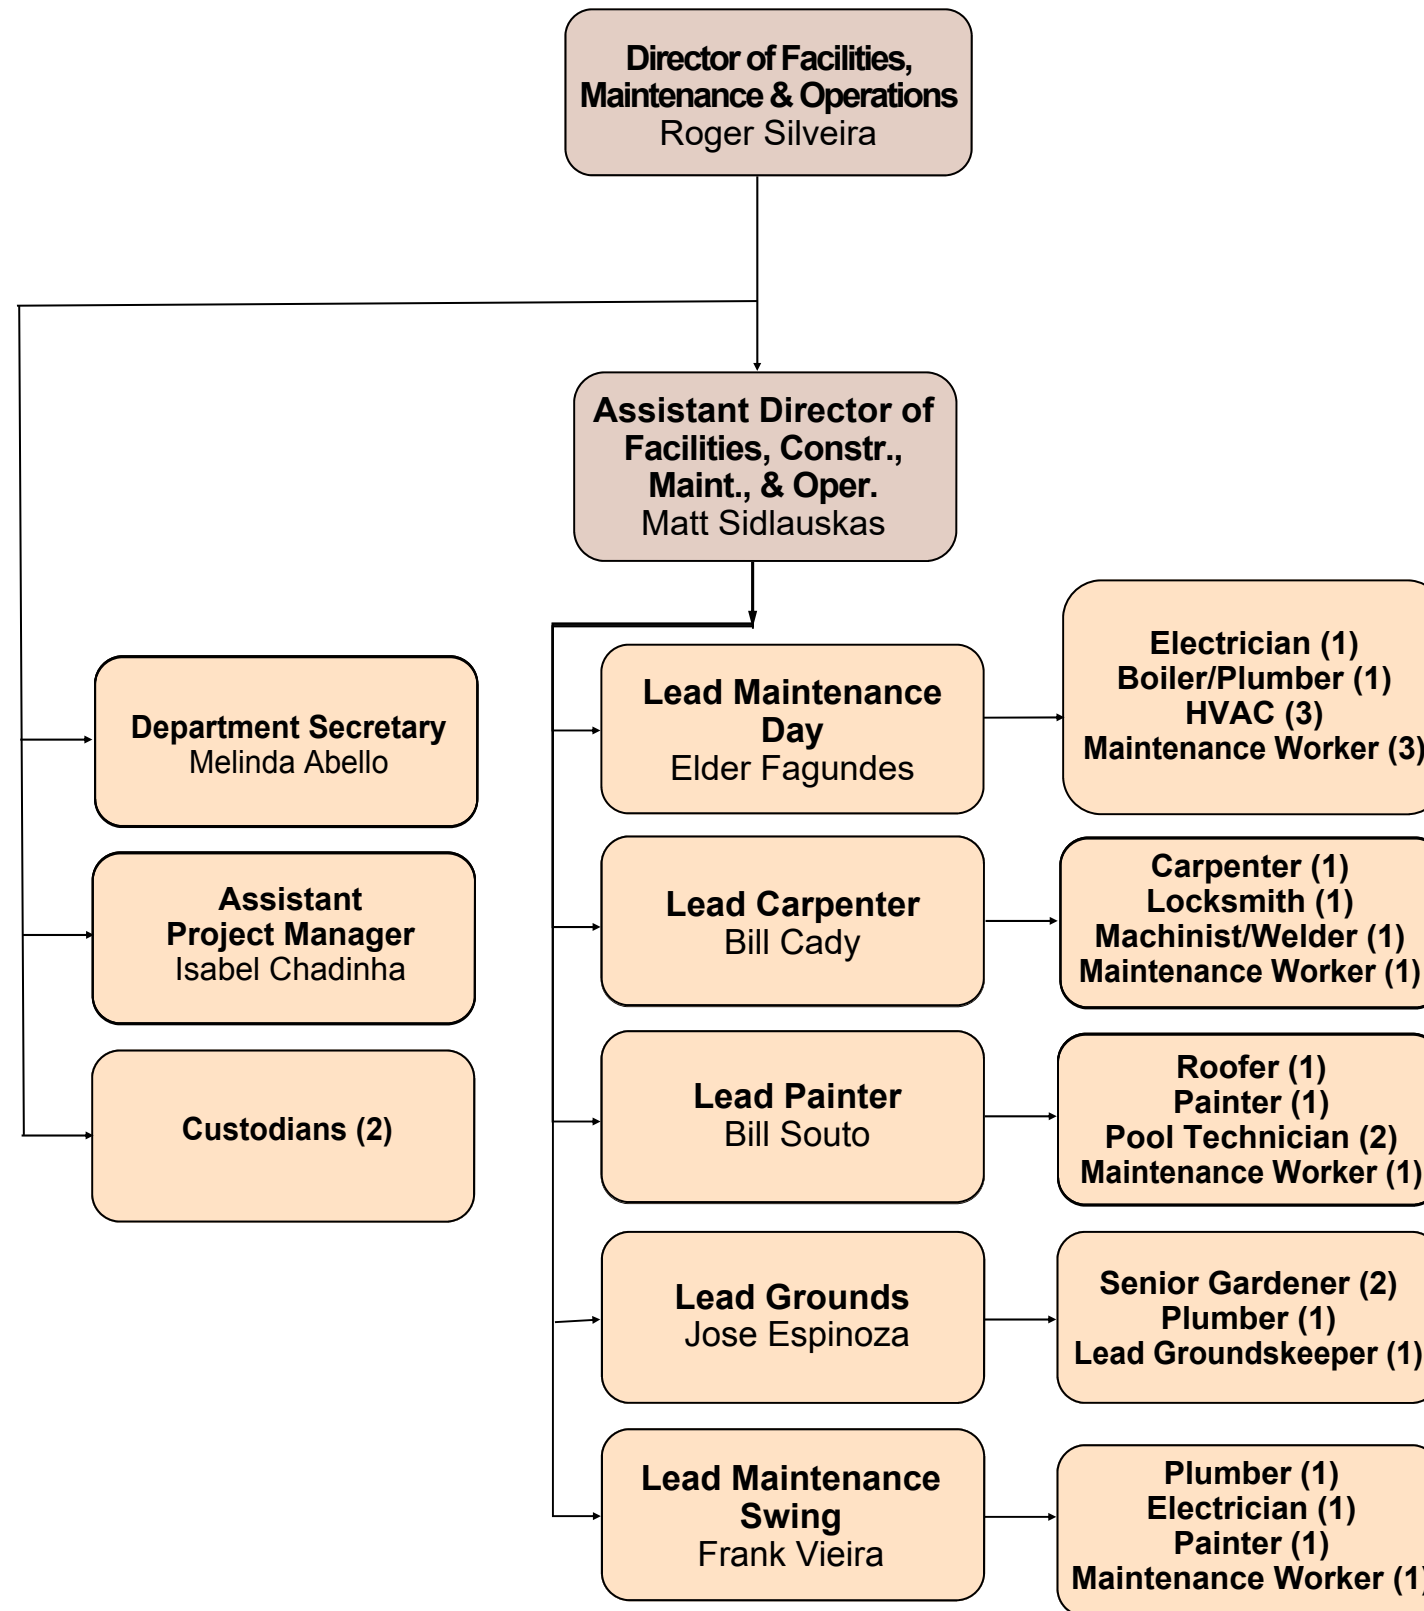 Director of Facilities,
Maintenance & Operations
Roger Silveira
Assistant Director of
Facilities, Constr.,
Maint., & Oper.
Matt Sidlauskas
Department Secretary
Melinda Abello
Assistant
Project Manager
Isabel Chadinha
Custodians (2)
Lead Maintenance
Day
Elder Fagundes
Electrician (1)
Boiler/Plumber (1)
HVAC (3)
Maintenance Worker (3)
Lead Carpenter
Bill Cady
Carpenter (1)
Locksmith (1)
Machinist/Welder (1)
Maintenance Worker (1)
Lead Painter
Bill Souto
Roofer (1)
Painter (1)
Pool Technician (2)
Maintenance Worker (1)
Lead Grounds
Jose Espinoza
Senior Gardener (2)
Plumber (1)
Lead Groundskeeper (1)
Lead Maintenance
Swing
Frank Vieira
Plumber (1)
Electrician (1)
Painter (1)
Maintenance Worker (1)